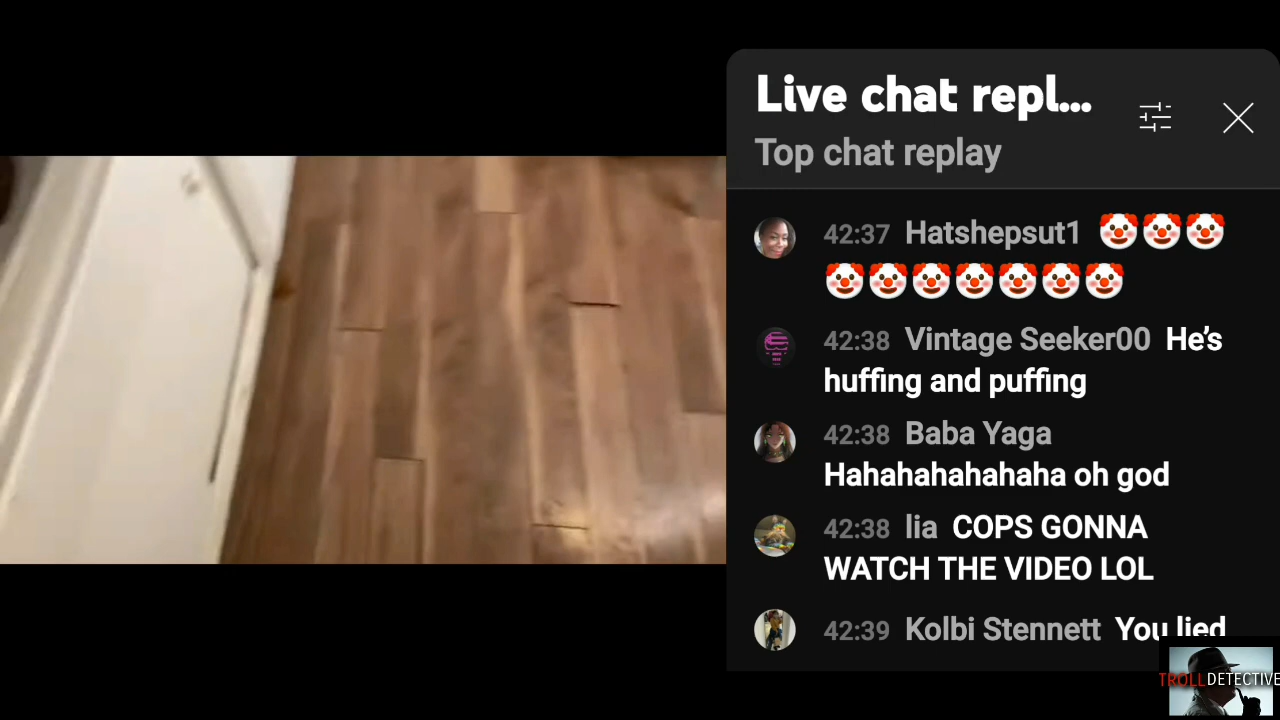 Live chat repl...
Top chat replay
42:37 Hatshepsut1 🤡🤡🤡
🤡🤡🤡🤡🤡🤡🤡
42:38 Vintage Seeker00 He's
huffing and puffing
42:38 Baba Yaga
Hahahahahahaha oh god
42:38 lia COPS GONNA
WATCH THE VIDEO LOL
42:39 Kolbi Stennett You lied
TROLLDETECTIVE